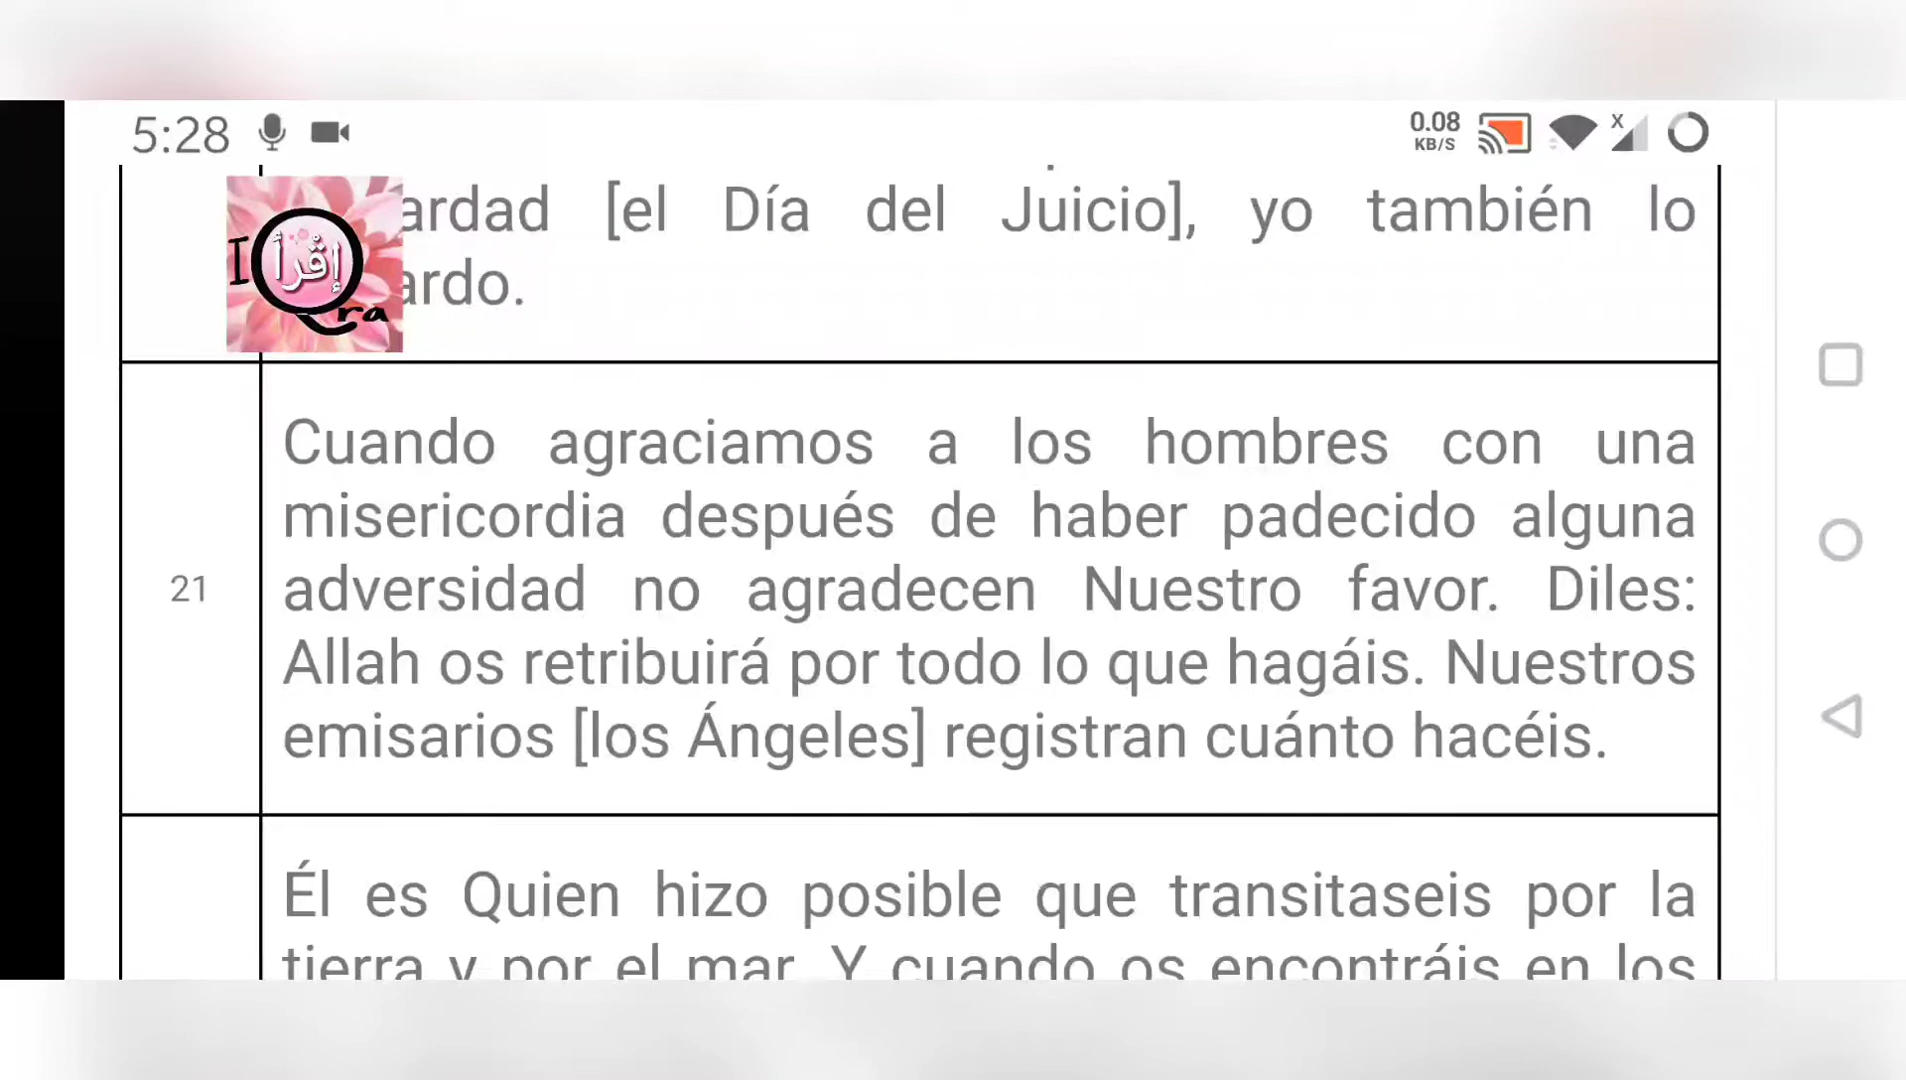 5:28
0.08
KB/S
X
إقرأ
IQra
[el Día del Juicio], yo también lo
Cuando agraciamos a los hombres con una
misericordia después de haber padecido alguna
21
adversidad no agradecen Nuestro favor. Diles:
Allah os retribuirá por todo lo que hagáis. Nuestros
emisarios [los Ángeles] registran cuánto hacéis.
Él es Quien hizo posible que transitaseis por la
tierra y por el mar. Y cuando os encontráis en los